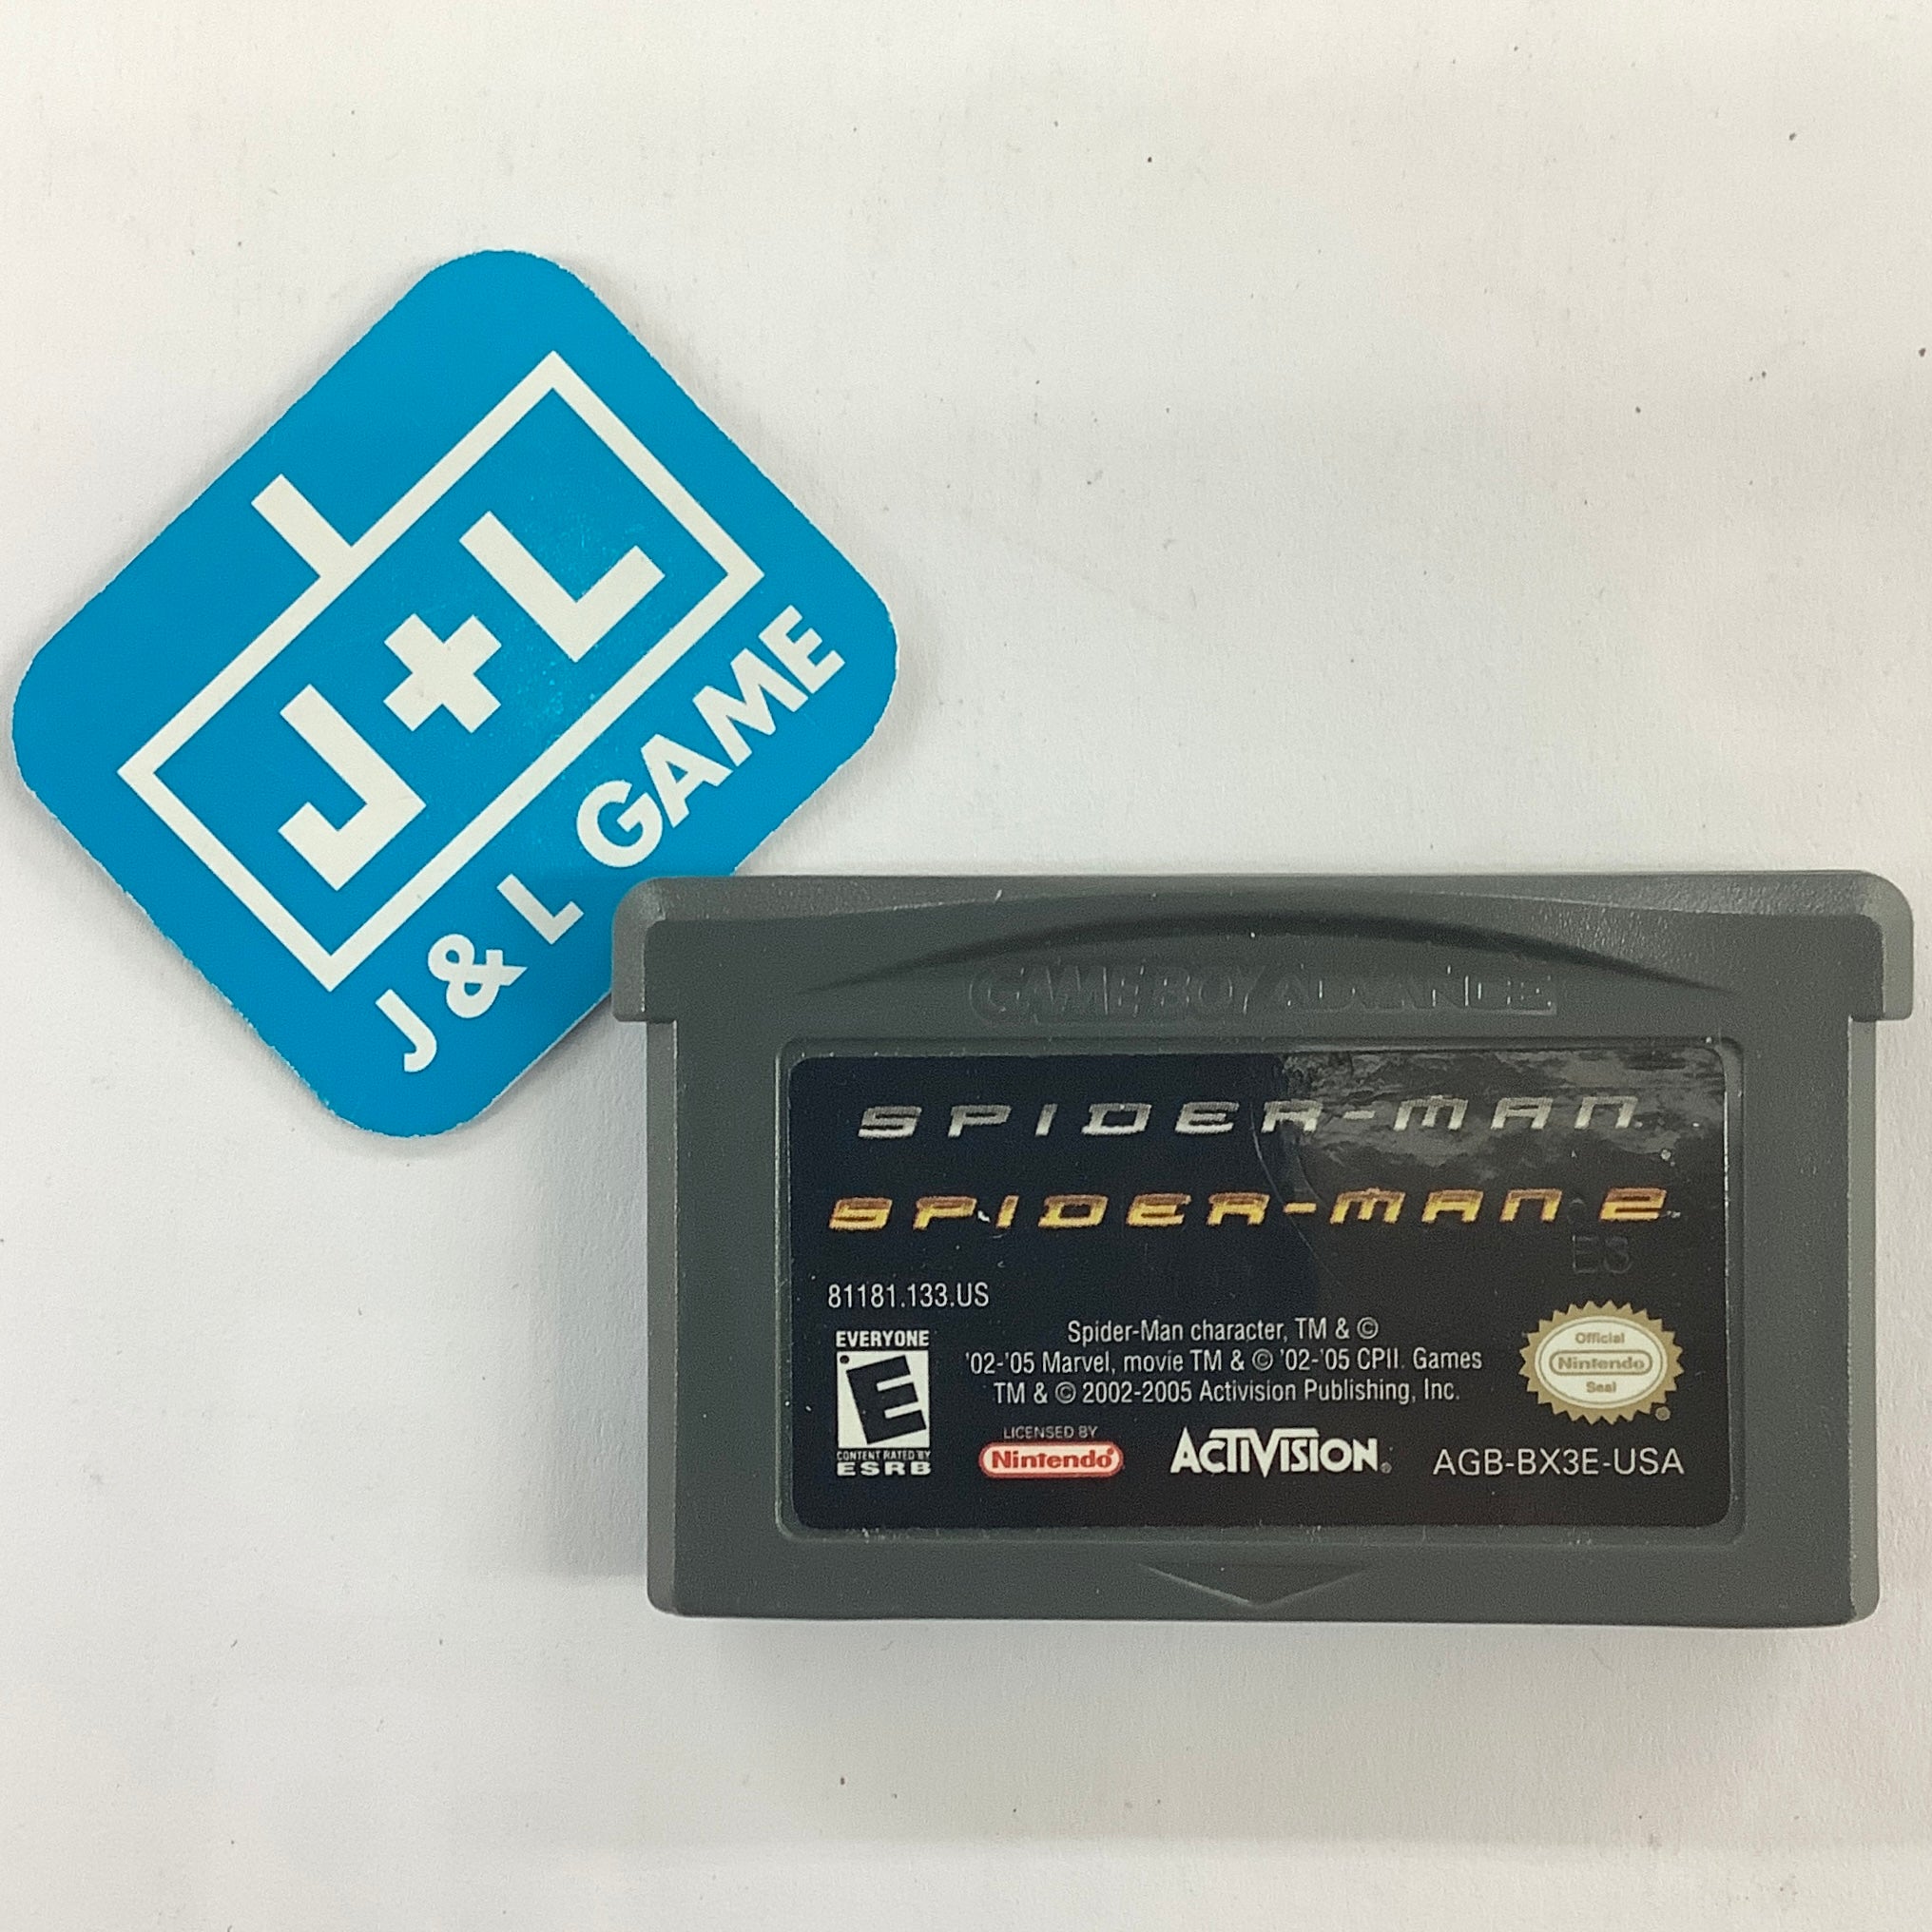 J+L
J & L GAME
GAME BOY ADVANCE
SPIDER-MAN
SPIDER-MAN 2
E3
81181.133.US
EVERYONE
E
CONTENT RATED BY
ESRB
Spider-Man character, TM & ©
'02-'05 Marvel, movie TM & © '02-'05 CPII. Games
TM & © 2002-2005 Activision Publishing, Inc.
LICENSED BY
Nintendo®
ACTIVISION®
Official
Nintendo
Seal
AGB-BX3E-USA